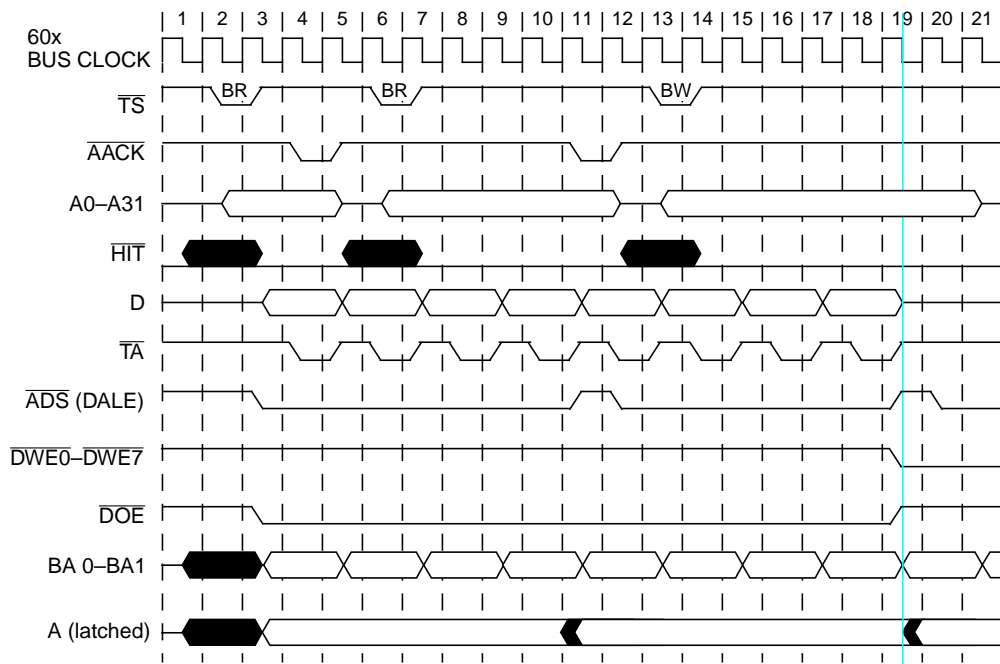 1 2 3 4 5 6 7 8 9 10 11 12 13 14 15 16 17 18 19 20 21
60x
BUS CLOCK
BR BR BW
TS
AACK
A0–A31
HIT
D
TA
ADS (DALE)
DWE0–DWE7
DOE
BA 0–BA1
A (latched)